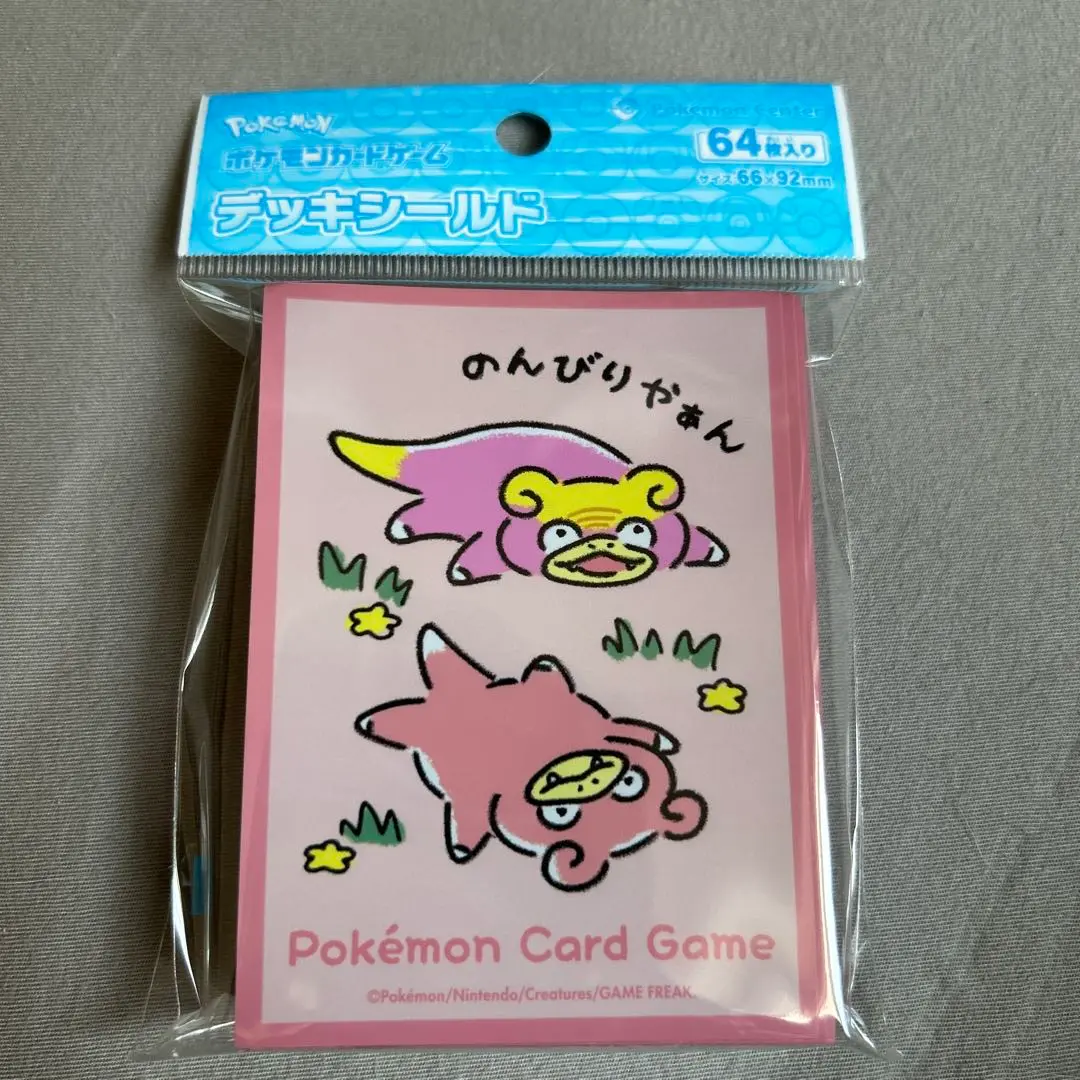 Pokémon Center
POKéMON
64枚入り
ポケモンカードゲーム
サイズ 66×92mm
デッキシールド
のんびりやぁん
Pokémon Card Game
©Pokémon/Nintendo/Creatures/GAME FREAK.